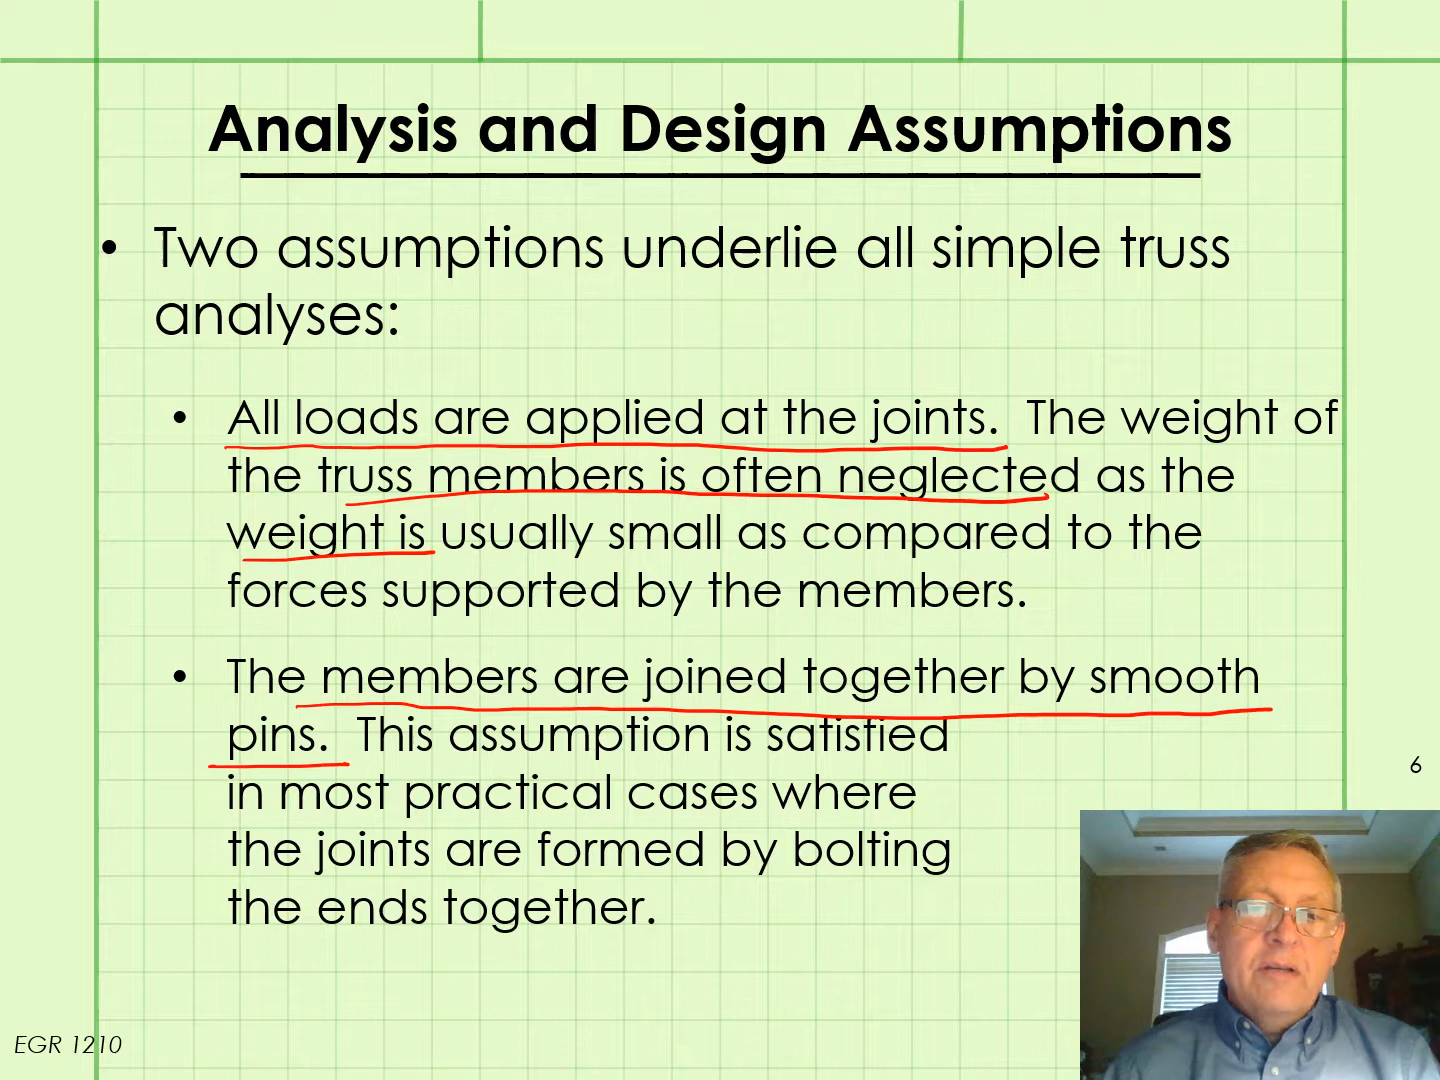 Analysis and Design Assumptions
• Two assumptions underlie all simple truss
analyses:
• All loads are applied at the joints. The weight of
the truss members is often neglected as the
weight is usually small as compared to the
forces supported by the members.
• The members are joined together by smooth
pins. This assumption is satisfied
in most practical cases where
the joints are formed by bolting
the ends together.
6
EGR 1210